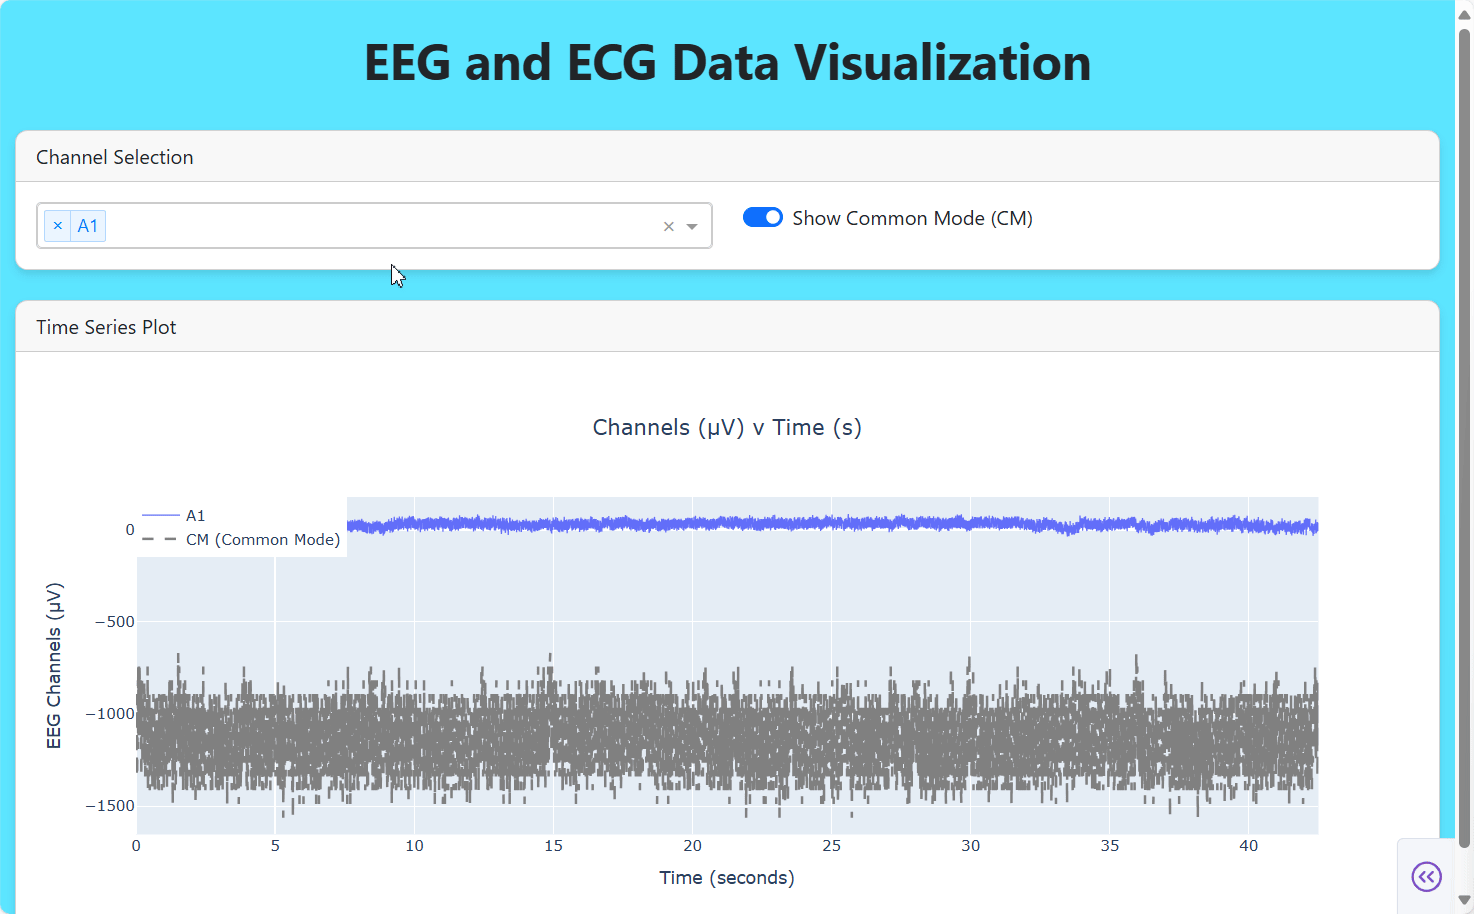 EEG and ECG Data Visualization
Channel Selection
× A1
Show Common Mode (CM)
Time Series Plot
Channels (μV) v Time (s)
A1
CM (Common Mode)
0
−500
−1000
−1500
EEG Channels (μV)
0 5 10 15 20 25 30 35 40
Time (seconds)